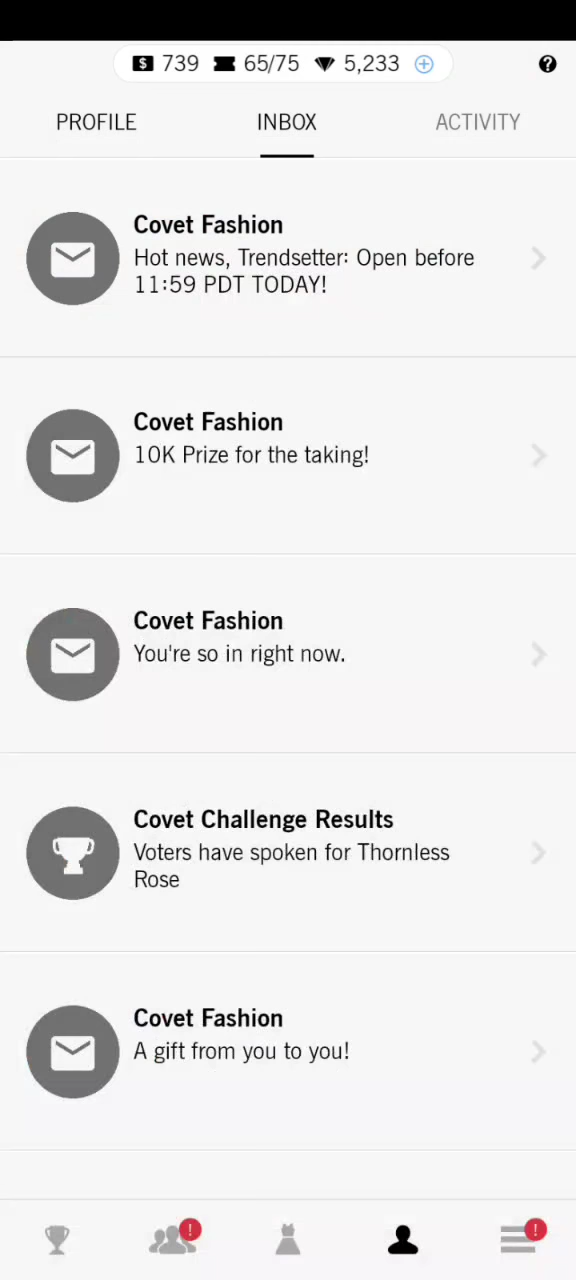 739 65/75 5,233
PROFILE INBOX ACTIVITY
Covet Fashion
Hot news, Trendsetter: Open before
11:59 PDT TODAY!
Covet Fashion
10K Prize for the taking!
Covet Fashion
You're so in right now.
Covet Challenge Results
Voters have spoken for Thornless
Rose
Covet Fashion
A gift from you to you!